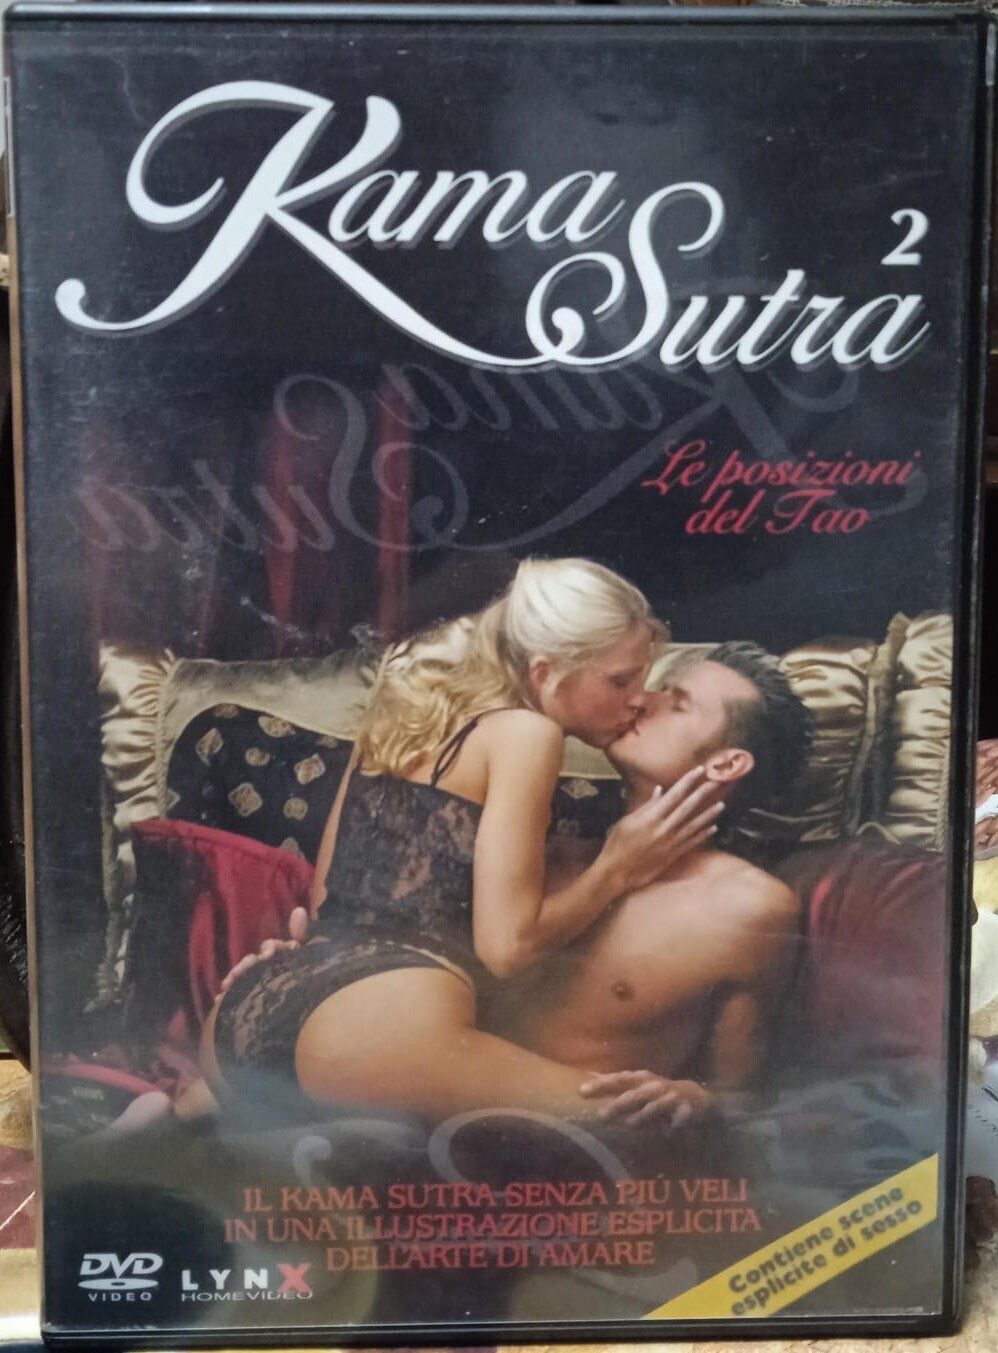 Kama
Sutra 2
Le posizioni
del Tao
IL KAMA SUTRA SENZA PIÚ VELI
IN UNA ILLUSTRAZIONE ESPLICITA
DELL'ARTE DI AMARE
DVD
VIDEO
LYNX
HOMEVIDEO
Contiene scene
esplicite di sesso